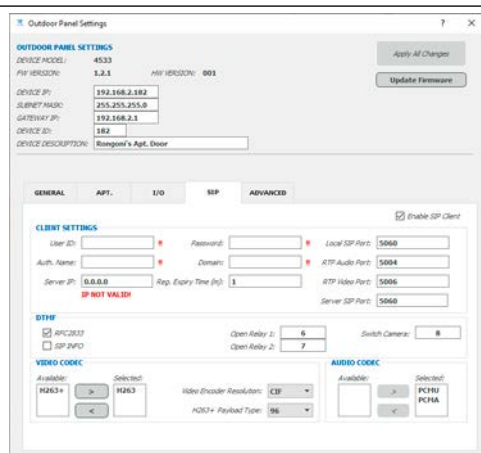 Outdoor Panel Settings ? ×
OUTDOOR PANEL SETTINGS
DEVICE MODEL: 4533
FW VERSION: 1.2.1 HW VERSION: 001
Apply All Changes
Update Firmware
DEVICE IP: 192.168.2.182
SUBNET MASK: 255.255.255.0
GATEWAY IP: 192.168.2.1
DEVICE ID: 182
DEVICE DESCRIPTION: Rongoni's Apt. Door
GENERAL APT. I/O SIP ADVANCED
Enable SIP Client
CLIENT SETTINGS
User ID: Password: Local SIP Port: 5060
Auth. Name: Domain: RTP Audio Port: 5004
Server IP: 0.0.0.0 Reg. Expiry Time (m): 1 RTP Video Port: 5006
IP NOT VALID!
Server SIP Port: 5060
DTMF
RFC2833 Open Relay 1: 6 Switch Camera: 8
SIP INFO Open Relay 2: 7
VIDEO CODEC AUDIO CODEC
Available: Selected: Available: Selected:
H263+ > H263 Video Encoder Resolution: CIF > PCMU
PCMA
< H263+ Payload Type: 96 <